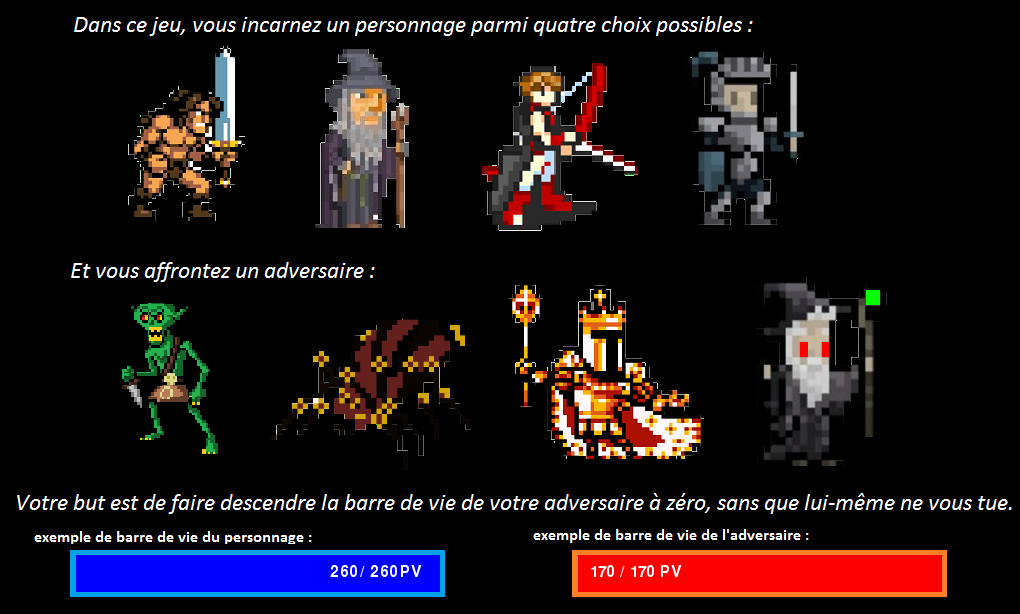 Dans ce jeu, vous incarnez un personnage parmi quatre choix possibles :
Et vous affrontez un adversaire :
Votre but est de faire descendre la barre de vie de votre adversaire à zéro, sans que lui-même ne vous tue.
exemple de barre de vie du personnage :
exemple de barre de vie de l'adversaire :
260/ 260PV
170 / 170 PV